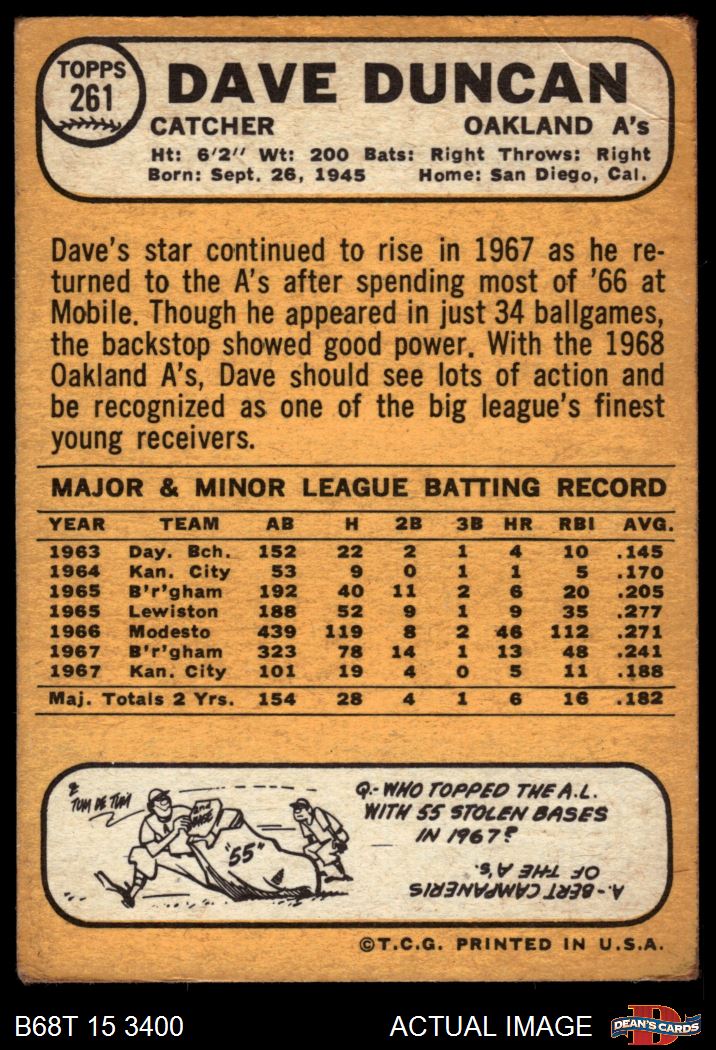 TOPPS
261
DAVE DUNCAN
CATCHER OAKLAND A's
Ht: 6'2" Wt: 200 Bats: Right Throws: Right
Born: Sept. 26, 1945 Home: San Diego, Cal.
Dave's star continued to rise in 1967 as he re-
turned to the A's after spending most of '66 at
Mobile. Though he appeared in just 34 ballgames,
the backstop showed good power. With the 1968
Oakland A's, Dave should see lots of action and
be recognized as one of the big league's finest
young receivers.
MAJOR & MINOR LEAGUE BATTING RECORD
YEAR TEAM AB H 2B 3B HR RBI AVG.
1963 Day. Bch. 152 22 2 1 4 10 .145
1964 Kan. City 53 9 0 1 1 5 .170
1965 B'r'gham 192 40 11 2 6 20 .205
1965 Lewiston 188 52 9 1 9 35 .277
1966 Modesto 439 119 8 2 46 112 .271
1967 B'r'gham 323 78 14 1 13 48 .241
1967 Kan. City 101 19 4 0 5 11 .188
Maj. Totals 2 Yrs. 154 28 4 1 6 16 .182
TUM DE TUM
2nd
BASE
"55"
Q.-WHO TOPPED THE A.L.
WITH 55 STOLEN BASES
IN 1967?
A.-BERT CAMPANERIS
OF THE A's.
©T.C.G. PRINTED IN U.S.A.
B68T 15 3400 ACTUAL IMAGE
DEAN'S CARDS